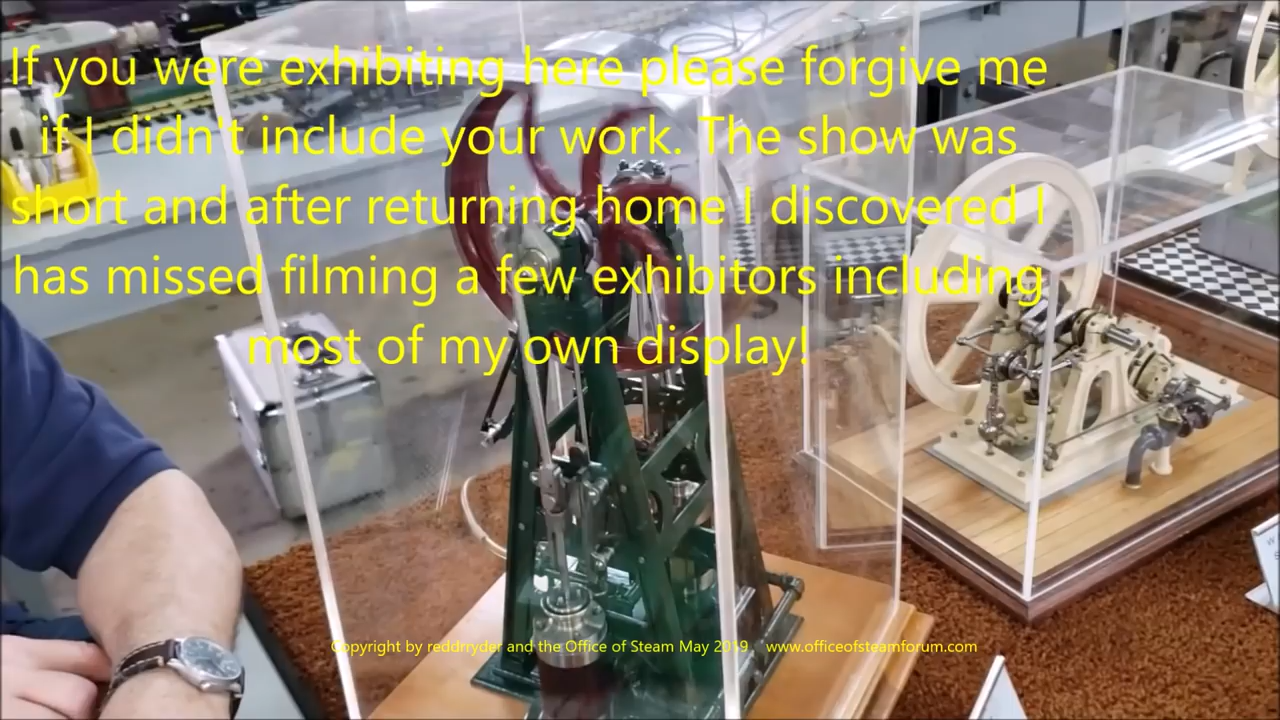 If you were exhibiting here please forgive me
if I didn't include your work. The show was
short and after returning home I discovered I
has missed filming a few exhibitors including
most of my own display!
Copyright by reddrryder and the Office of Steam May 2019 www.officeofsteamforum.com